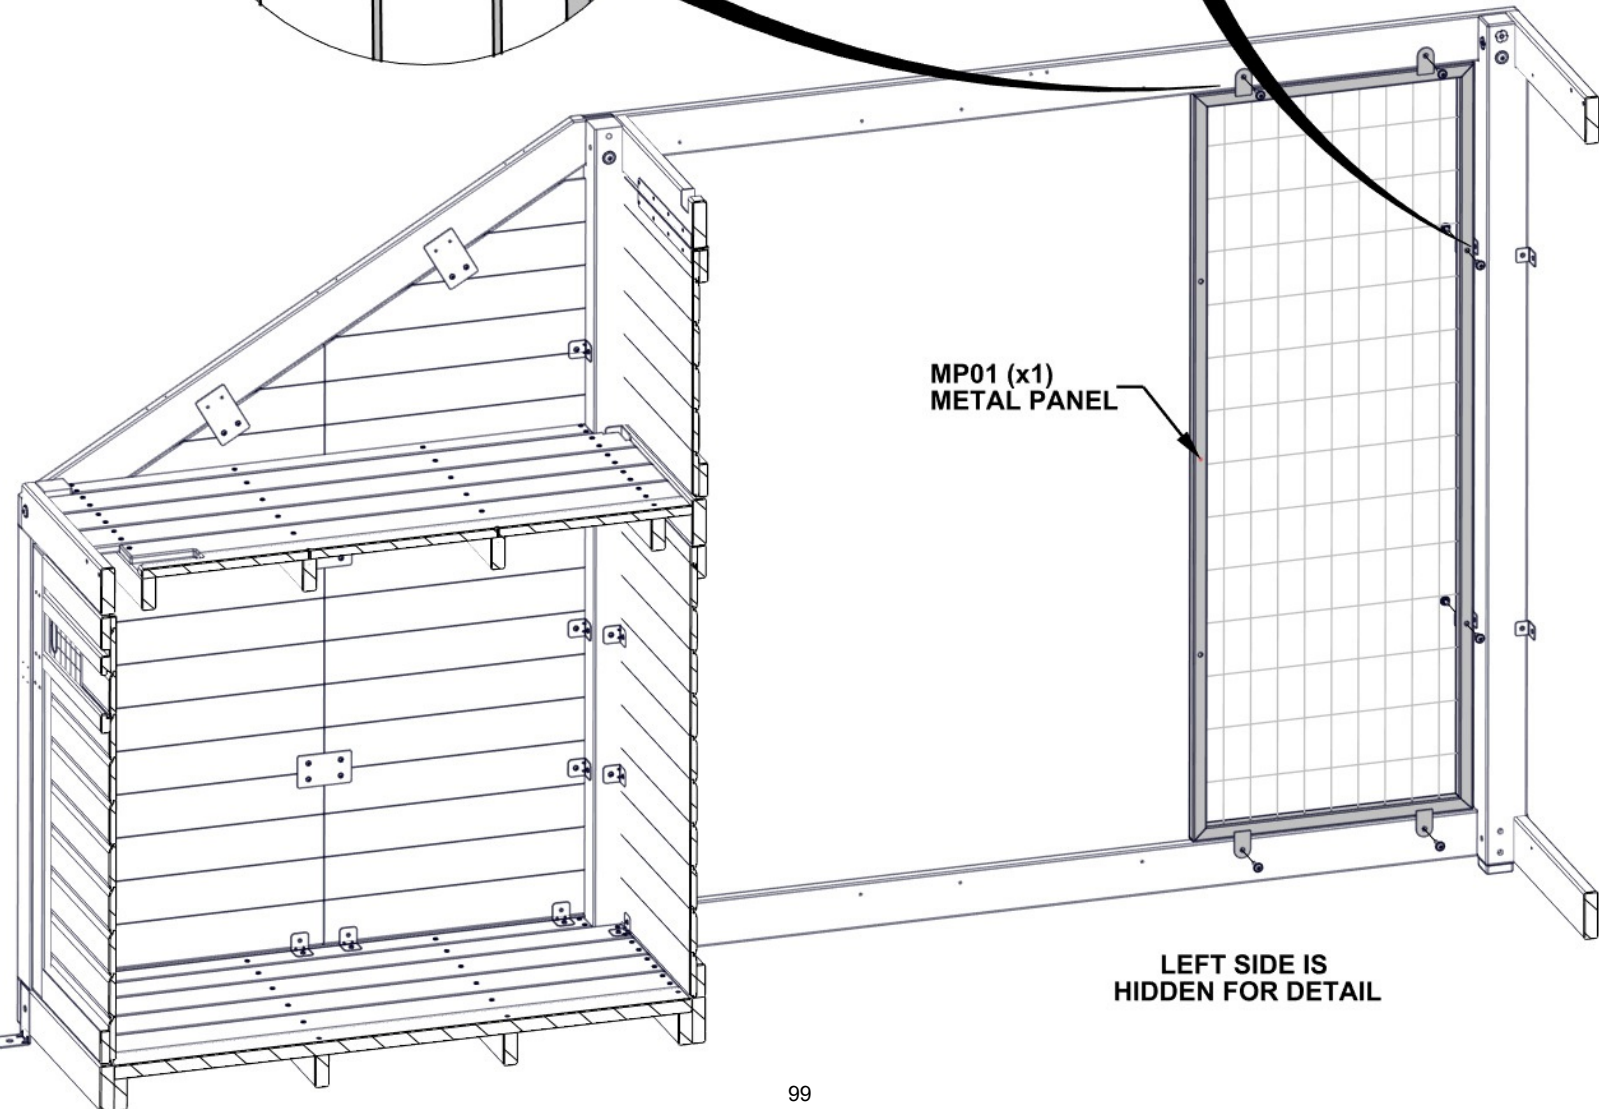 MP01 (x1)
METAL PANEL
LEFT SIDE IS
HIDDEN FOR DETAIL
99